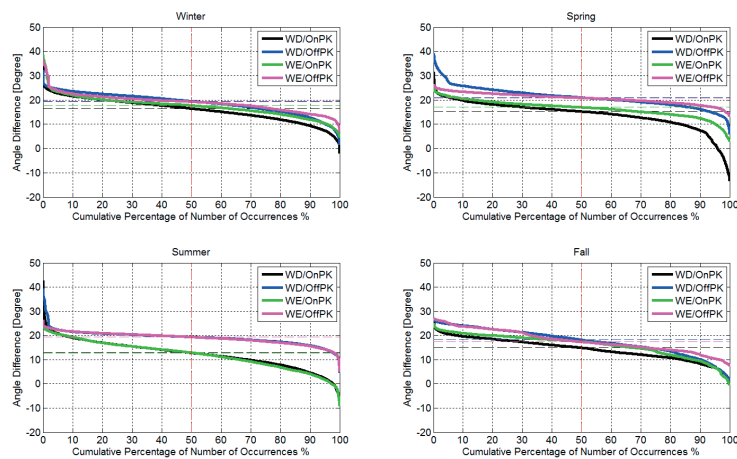 Winter
Angle Difference [Degree]
50
40
30
20
10
0
-10
-20
WD/OnPK
WD/OffPK
WE/OnPK
WE/OffPK
0 10 20 30 40 50 60 70 80 90 100
Cumulative Percentage of Number of Occurrences %
Spring
Angle Difference [Degree]
50
40
30
20
10
0
-10
-20
WD/OnPK
WD/OffPK
WE/OnPK
WE/OffPK
0 10 20 30 40 50 60 70 80 90 100
Cumulative Percentage of Number of Occurrences %
Summer
Angle Difference [Degree]
50
40
30
20
10
0
-10
-20
WD/OnPK
WD/OffPK
WE/OnPK
WE/OffPK
0 10 20 30 40 50 60 70 80 90 100
Cumulative Percentage of Number of Occurrences %
Fall
Angle Difference [Degree]
50
40
30
20
10
0
-10
-20
WD/OnPK
WD/OffPK
WE/OnPK
WE/OffPK
0 10 20 30 40 50 60 70 80 90 100
Cumulative Percentage of Number of Occurrences %